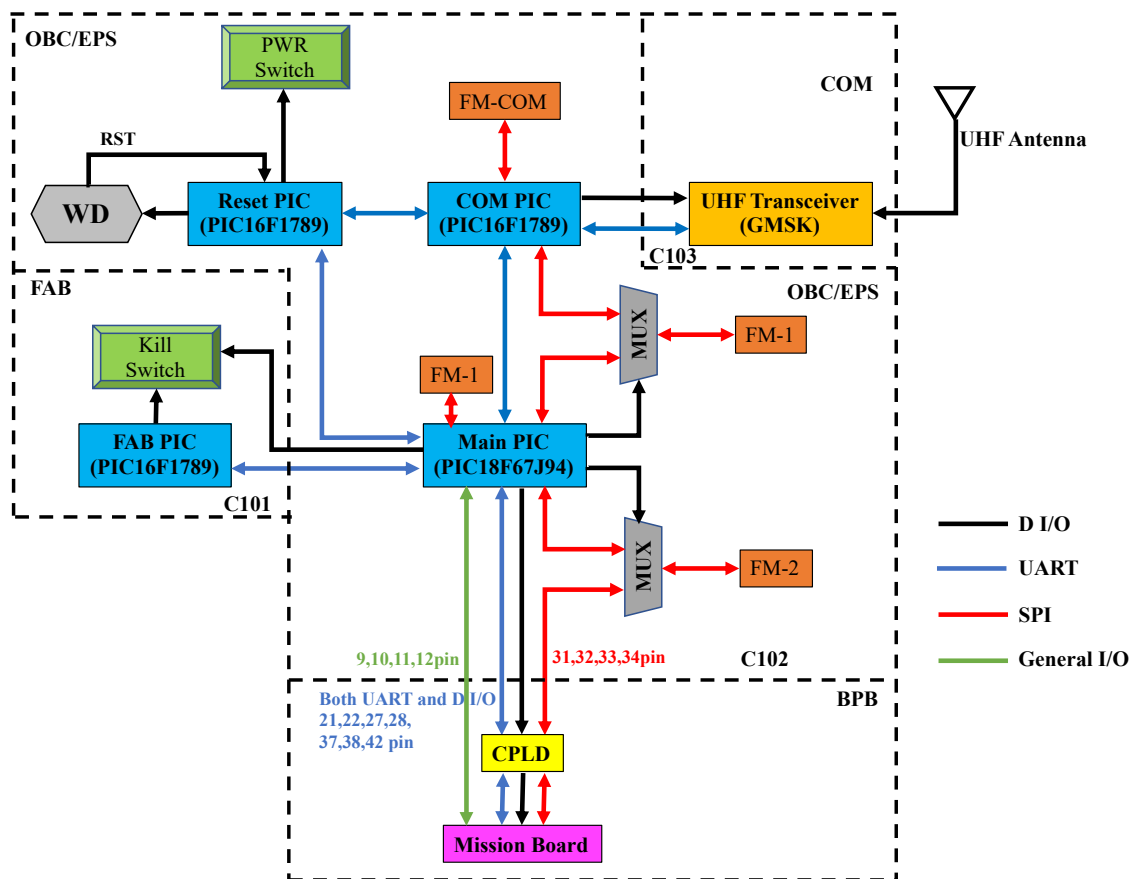 OBC/EPS
PWR
Switch
COM
FM-COM
RST
UHF Antenna
WD
Reset PIC
(PIC16F1789)
COM PIC
(PIC16F1789)
UHF Transceiver
(GMSK)
C103
FAB
OBC/EPS
Kill
Switch
MUX
FM-1
FM-1
FAB PIC
(PIC16F1789)
Main PIC
(PIC18F67J94)
C101
D I/O
MUX
FM-2
UART
SPI
9,10,11,12pin
31,32,33,34pin
C102
General I/O
Both UART and D I/O
21,22,27,28,
37,38,42 pin
BPB
CPLD
Mission Board